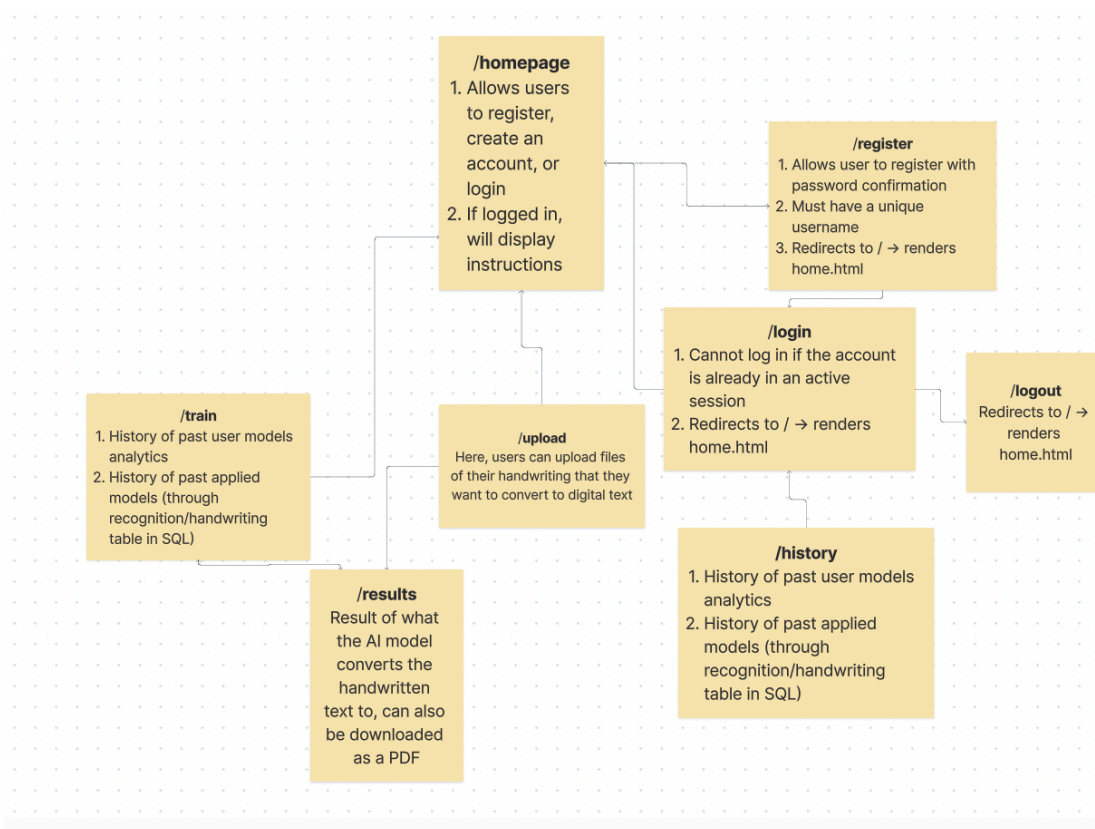 /homepage
1. Allows users
to register,
create an
account, or
login
2. If logged in,
will display
instructions
/register
1. Allows user to register with
password confirmation
2. Must have a unique
username
3. Redirects to / → renders
home.html
/login
1. Cannot log in if the account
is already in an active
session
2. Redirects to / → renders
home.html
/logout
Redirects to / →
renders
home.html
/train
1. History of past user models
analytics
2. History of past applied
models (through
recognition/handwriting
table in SQL)
/upload
Here, users can upload files
of their handwriting that they
want to convert to digital text
/history
1. History of past user models
analytics
2. History of past applied
models (through
recognition/handwriting
table in SQL)
/results
Result of what
the AI model
converts the
handwritten
text to, can also
be downloaded
as a PDF